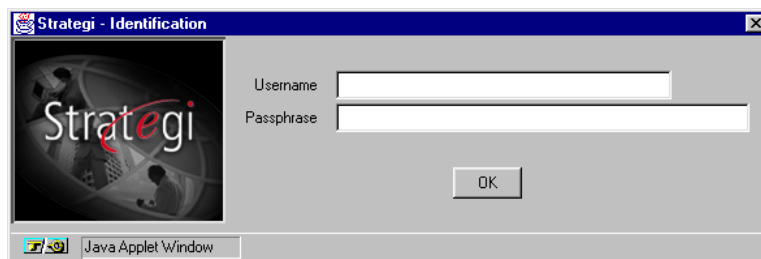 Strategi - Identification
Strategi
Username
Passphrase
OK
Java Applet Window